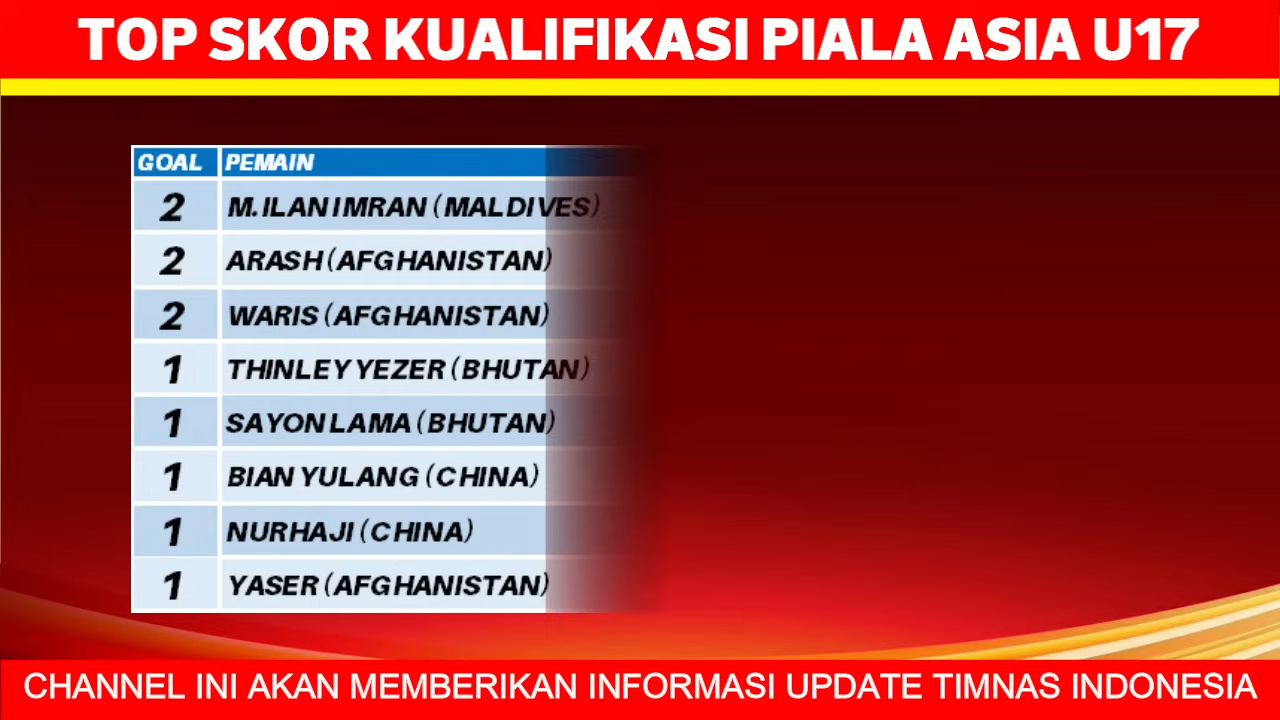 TOP SKOR KUALIFIKASI PIALA ASIA U17
GOAL PEMAIN
2 M. ILAN IMRAN (MALDIVES)
2 ARASH (AFGHANISTAN)
2 WARIS (AFGHANISTAN)
1 THINLEY YEZER (BHUTAN)
1 SAYON LAMA (BHUTAN)
1 BIAN YULANG (CHINA)
1 NURHAJI (CHINA)
1 YASER (AFGHANISTAN)
CHANNEL INI AKAN MEMBERIKAN INFORMASI UPDATE TIMNAS INDONESIA